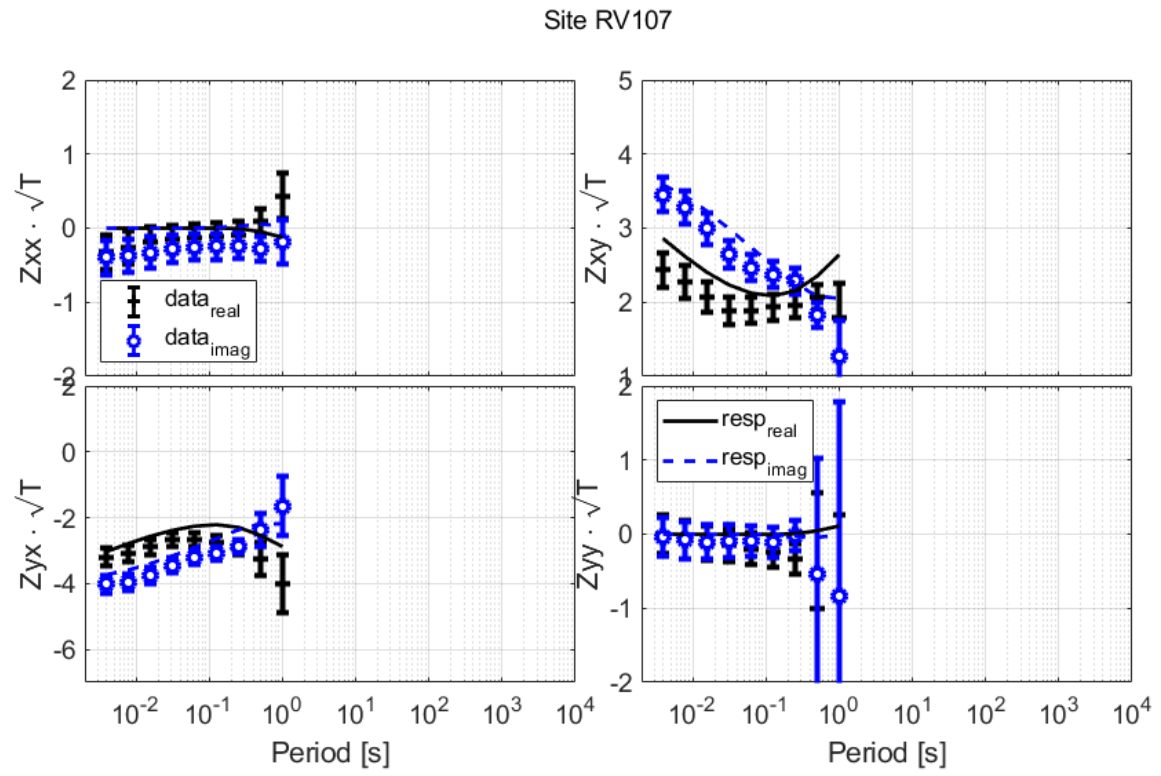 Site RV107
2
1
0
-1
-2
Zxx · √T
data_real
data_imag
5
4
3
2
1
Zxy · √T
2
0
-2
-4
-6
Zyx · √T
10^-2 10^-1 10^0 10^1 10^2 10^3 10^4
Period [s]
2
1
0
-1
-2
Zyy · √T
resp_real
resp_imag
10^-2 10^-1 10^0 10^1 10^2 10^3 10^4
Period [s]